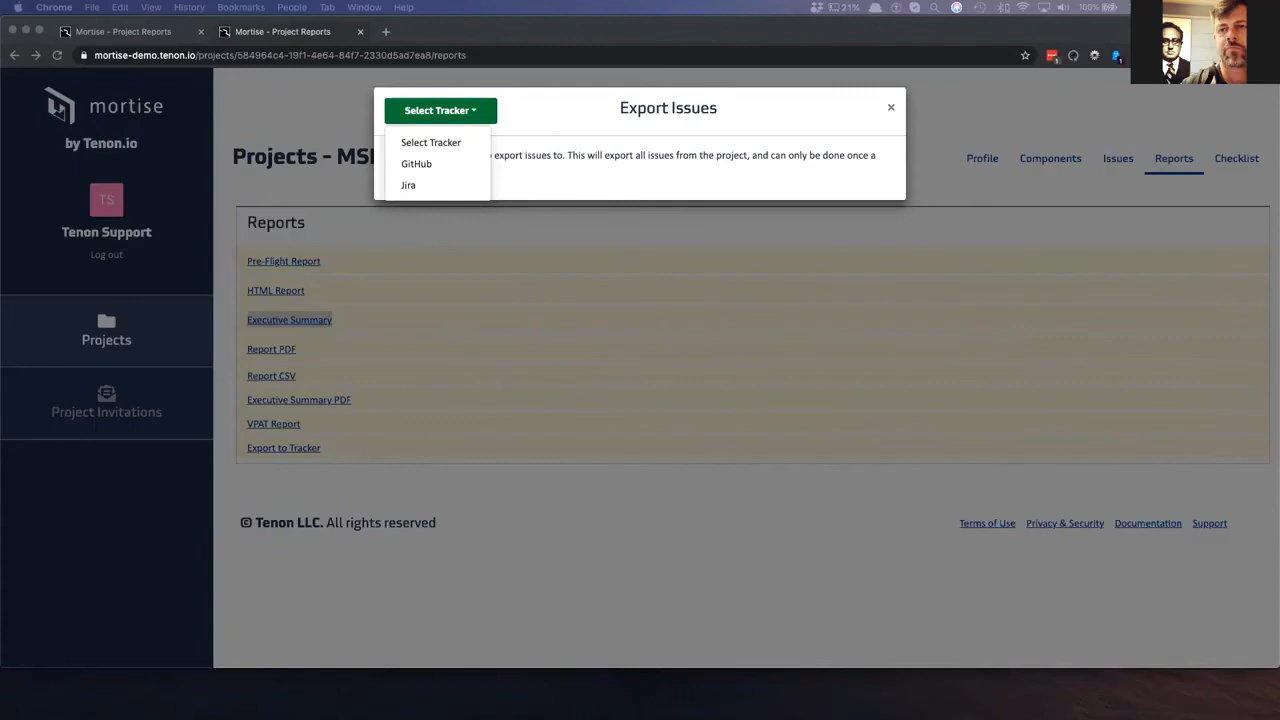 Chrome File Edit View History Bookmarks People Tab Window Help 21% 100%
Mortise - Project Reports
Mortise - Project Reports
mortise-demo.tenon.io/projects/584964c4-19f1-4e64-84f7-2330d5ad7ea8/reports
mortise
by Tenon.io
TS
Tenon Support
Log out
Projects
Project Invitations
Select Tracker
Export Issues
Select Tracker
GitHub
Jira
export issues to. This will export all issues from the project, and can only be done once a
Projects - MS
Profile Components Issues Reports Checklist
Reports
Pre-Flight Report
HTML Report
Executive Summary
Report PDF
Report CSV
Executive Summary PDF
VPAT Report
Export to Tracker
© Tenon LLC. All rights reserved
Terms of Use Privacy & Security Documentation Support